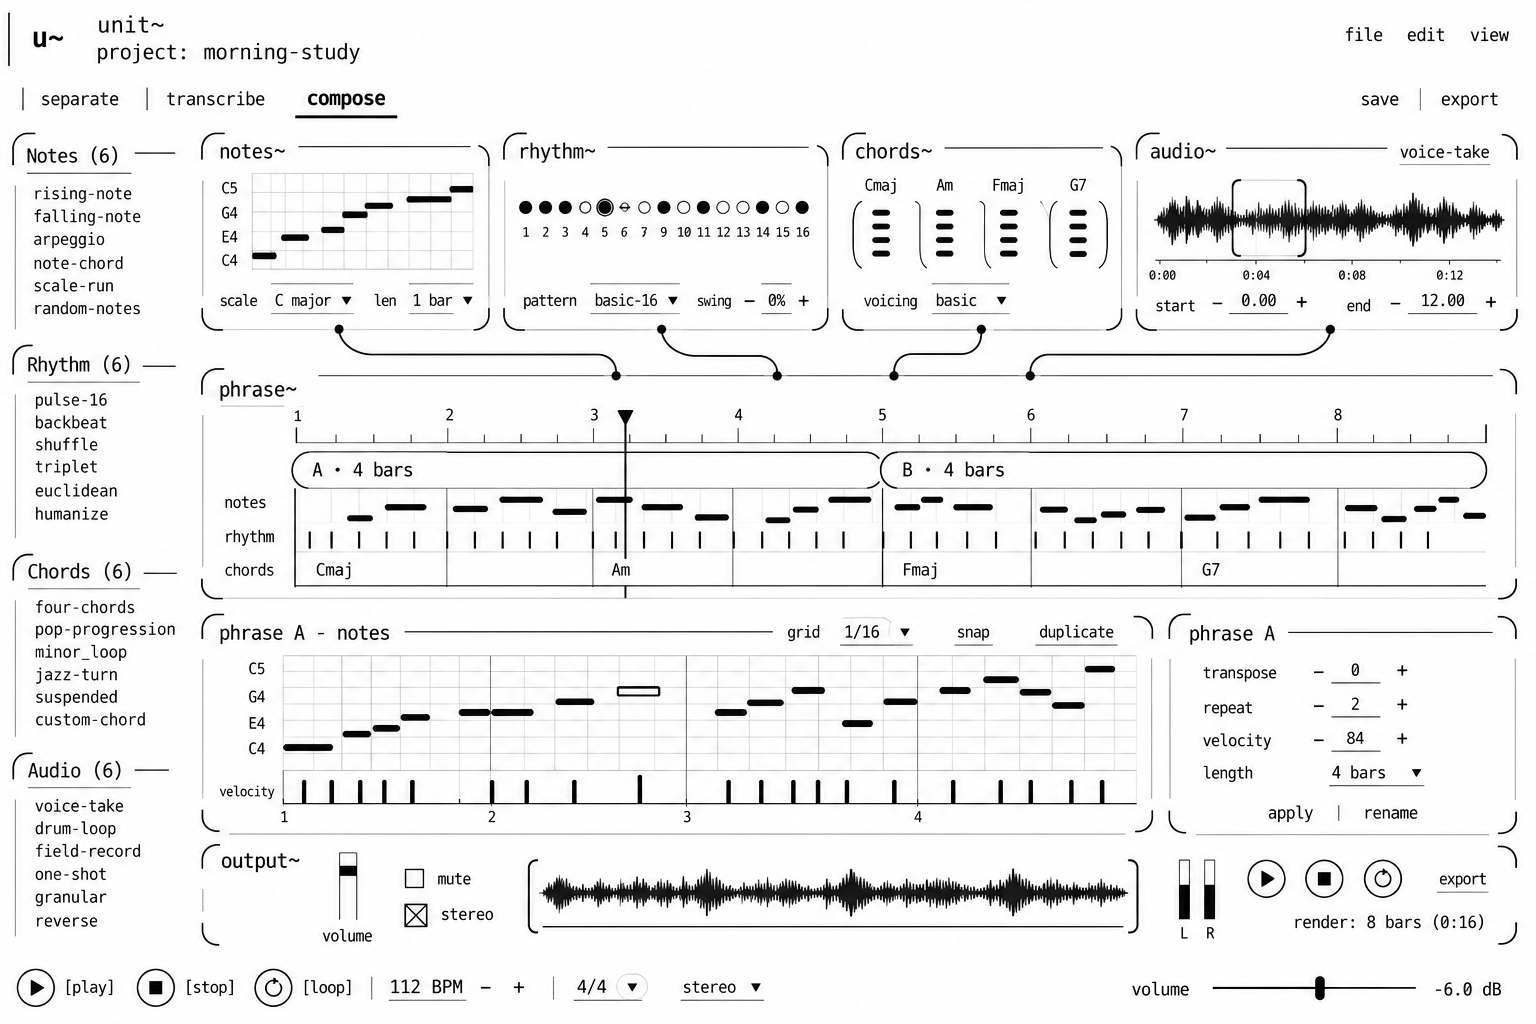 u~
unit~
project: morning-study
file edit view
separate | transcribe compose
save | export
Notes (6)
rising-note
falling-note
arpeggio
note-chord
scale-run
random-notes
Rhythm (6)
pulse-16
backbeat
shuffle
triplet
euclidean
humanize
Chords (6)
four-chords
pop-progression
minor_loop
jazz-turn
suspended
custom-chord
Audio (6)
voice-take
drum-loop
field-record
one-shot
granular
reverse
notes~
C5
G4
E4
C4
scale C major ▼ len 1 bar ▼
rhythm~
1 2 3 4 5 6 7 9 10 11 12 13 14 15 16
pattern basic-16 ▼ swing − 0% +
chords~
Cmaj Am Fmaj G7
voicing basic ▼
audio~ voice-take
0:00 0:04 0:08 0:12
start − 0.00 + end − 12.00 +
phrase~
1 2 3 4 5 6 7 8
A · 4 bars B · 4 bars
notes
rhythm
chords Cmaj Am Fmaj G7
phrase A - notes grid 1/16 ▼ snap duplicate
C5
G4
E4
C4
velocity
1 2 3 4
phrase A
transpose − 0 +
repeat − 2 +
velocity − 84 +
length 4 bars ▼
apply | rename
output~
volume
mute
stereo
L R
export
render: 8 bars (0:16)
[play] [stop] [loop] | 112 BPM − + | 4/4 ▼ stereo ▼
volume -6.0 dB